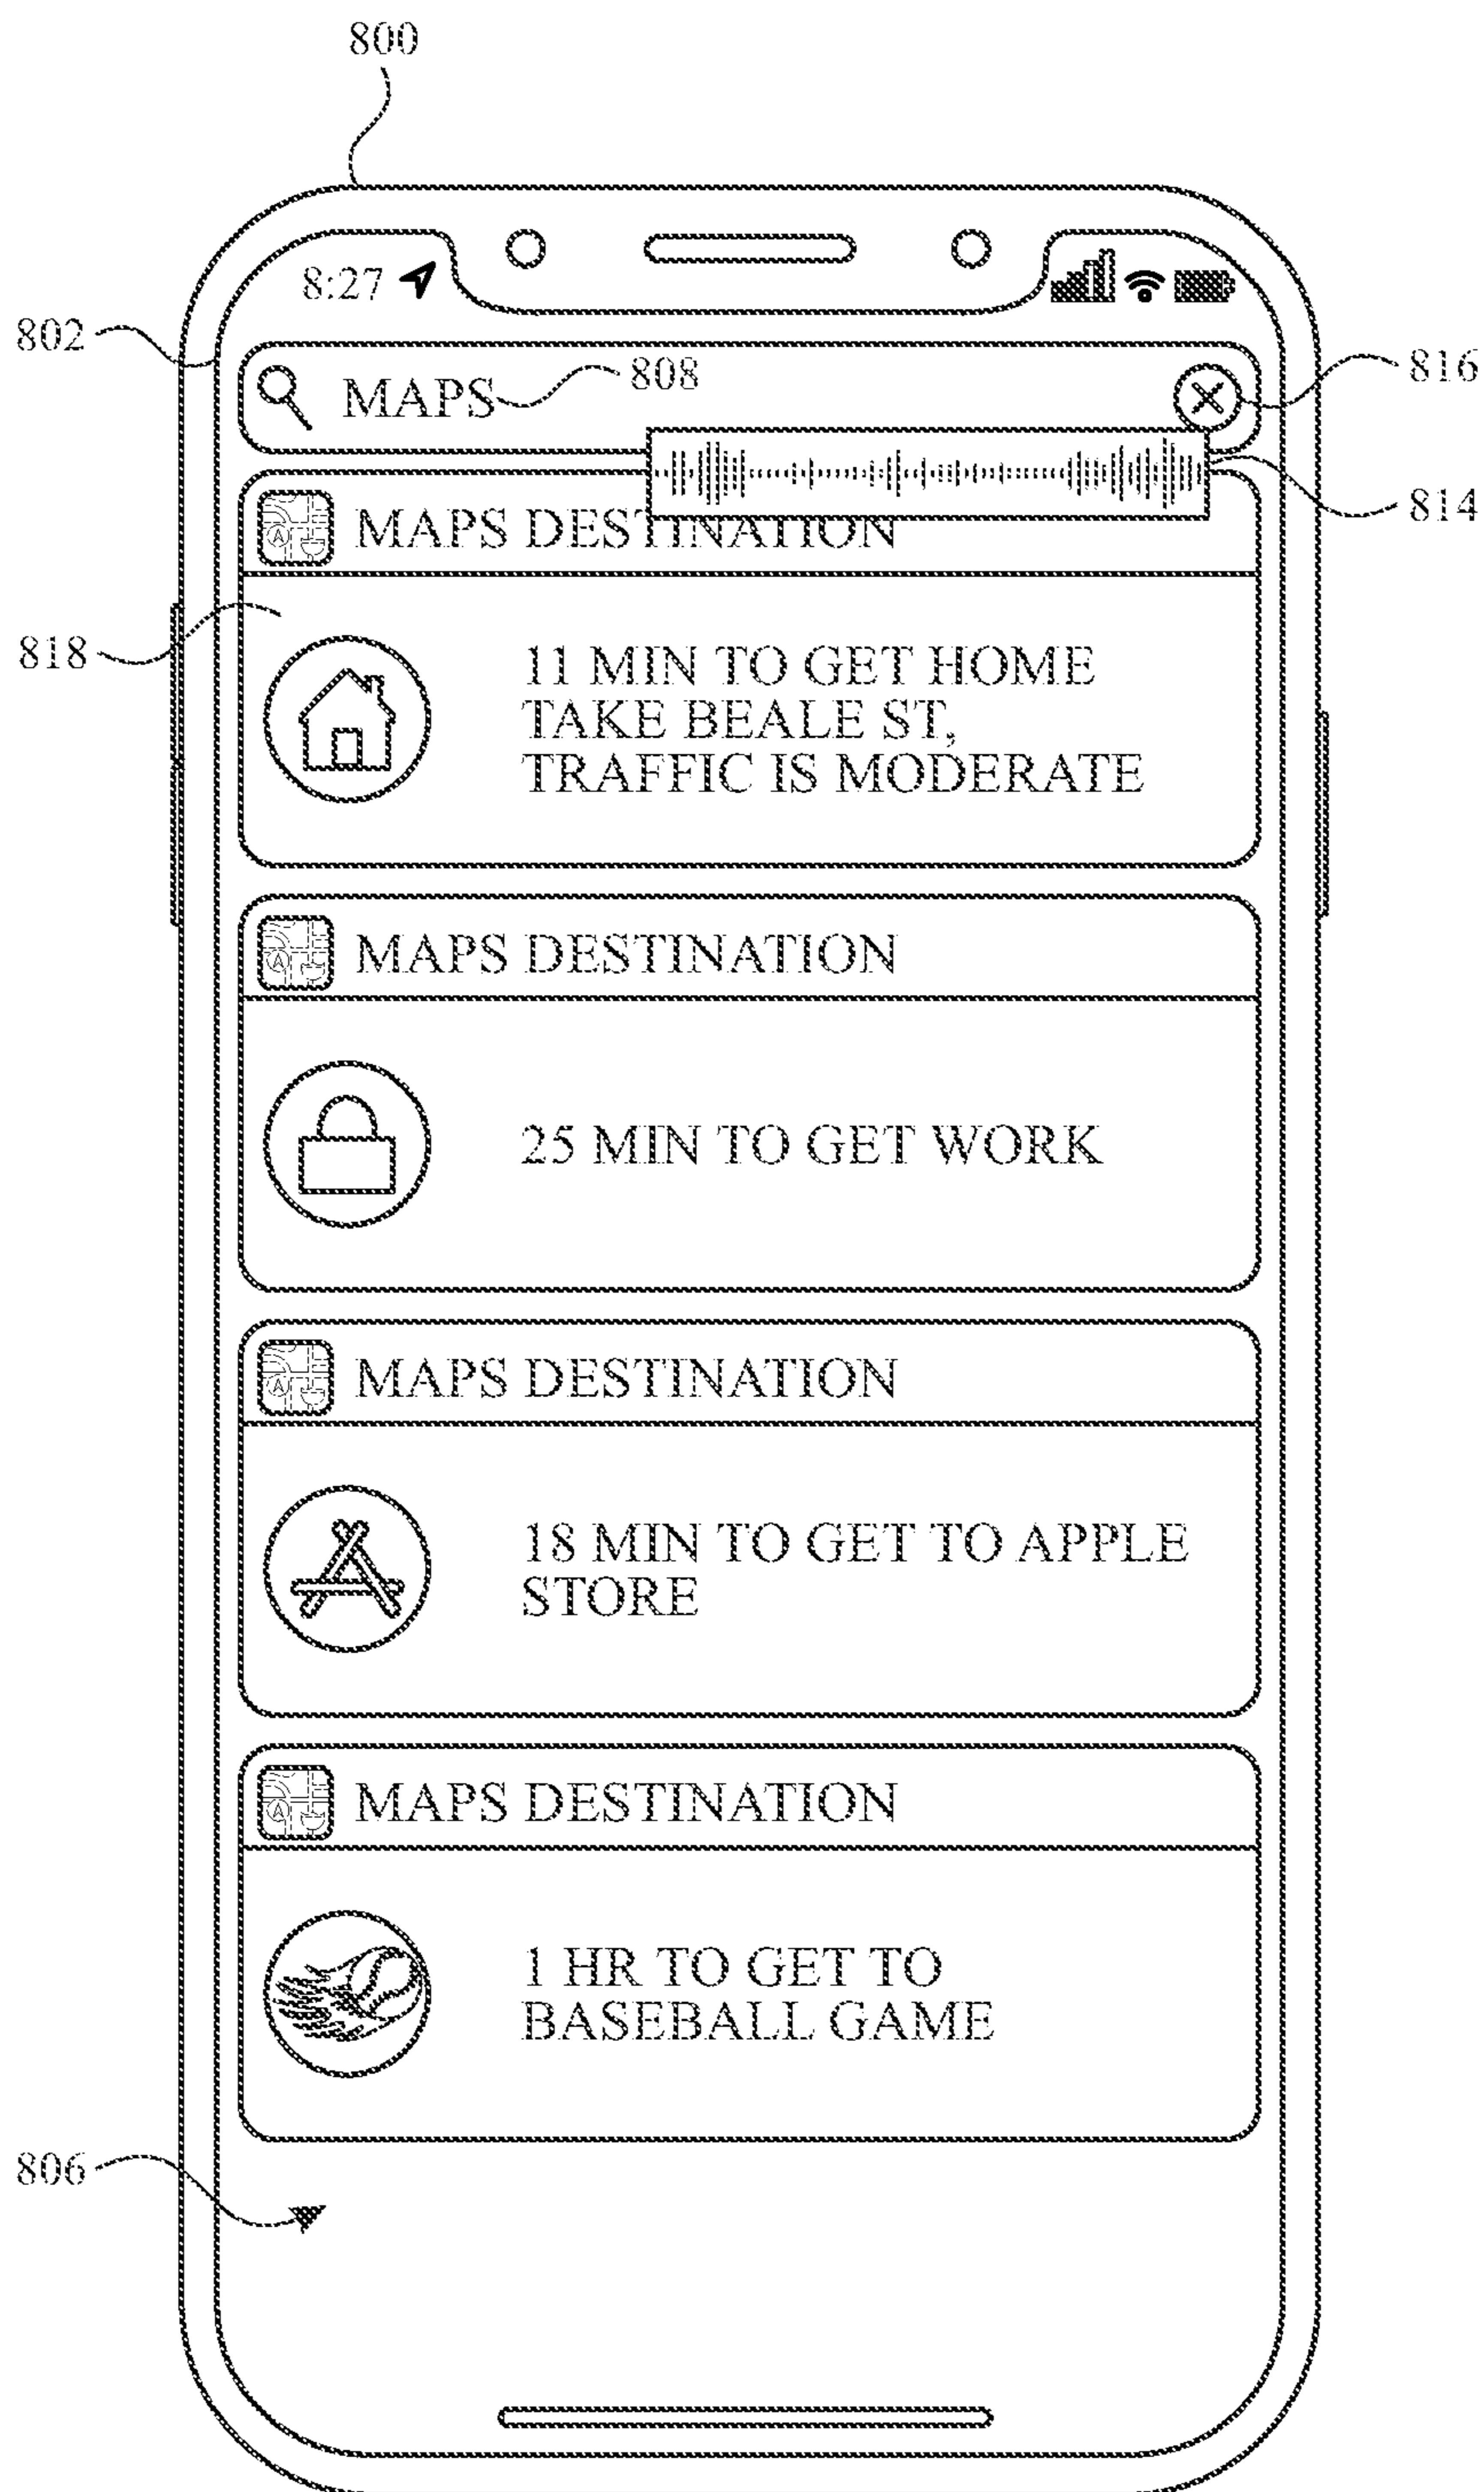 800
8:27
802
MAPS
808
816
814
MAPS DESTINATION
818
11 MIN TO GET HOME
TAKE BEALE ST,
TRAFFIC IS MODERATE
MAPS DESTINATION
25 MIN TO GET WORK
MAPS DESTINATION
18 MIN TO GET TO APPLE
STORE
MAPS DESTINATION
1 HR TO GET TO
BASEBALL GAME
806